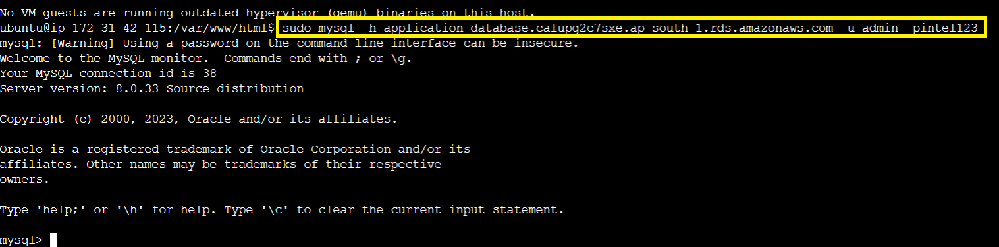 No VM guests are running outdated hypervisor (qemu) binaries on this host.
ubuntu@ip-172-31-42-115:/var/www/html$ sudo mysql -h application-database.calupg2c7sxe.ap-south-1.rds.amazonaws.com -u admin -pintel123
mysql: [Warning] Using a password on the command line interface can be insecure.
Welcome to the MySQL monitor.  Commands end with ; or \g.
Your MySQL connection id is 38
Server version: 8.0.33 Source distribution
Copyright (c) 2000, 2023, Oracle and/or its affiliates.
Oracle is a registered trademark of Oracle Corporation and/or its
affiliates. Other names may be trademarks of their respective
owners.
Type 'help;' or '\h' for help. Type '\c' to clear the current input statement.
mysql>